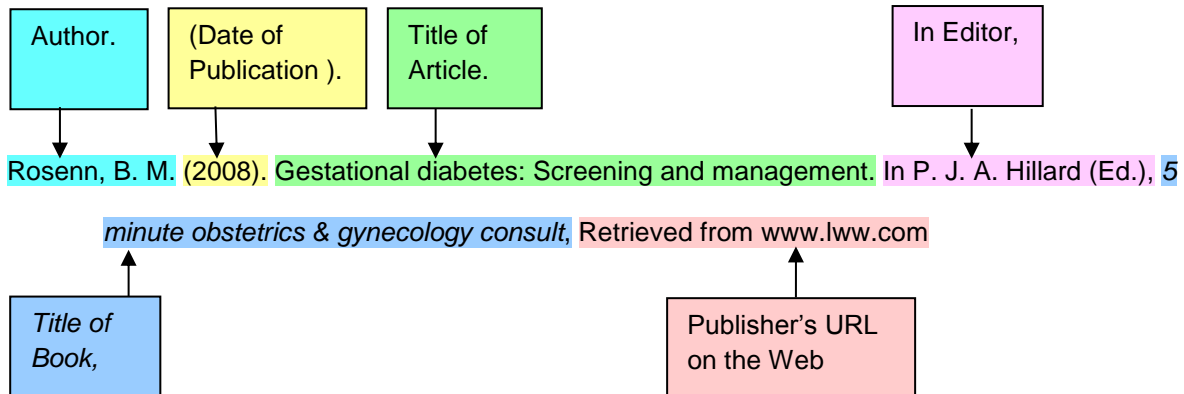 Author.
(Date of
Publication ).
Title of
Article.
In Editor,
Rosenn, B. M. (2008). Gestational diabetes: Screening and management. In P. J. A. Hillard (Ed.), 5
minute obstetrics & gynecology consult, Retrieved from www.lww.com
Title of
Book,
Publisher’s URL
on the Web